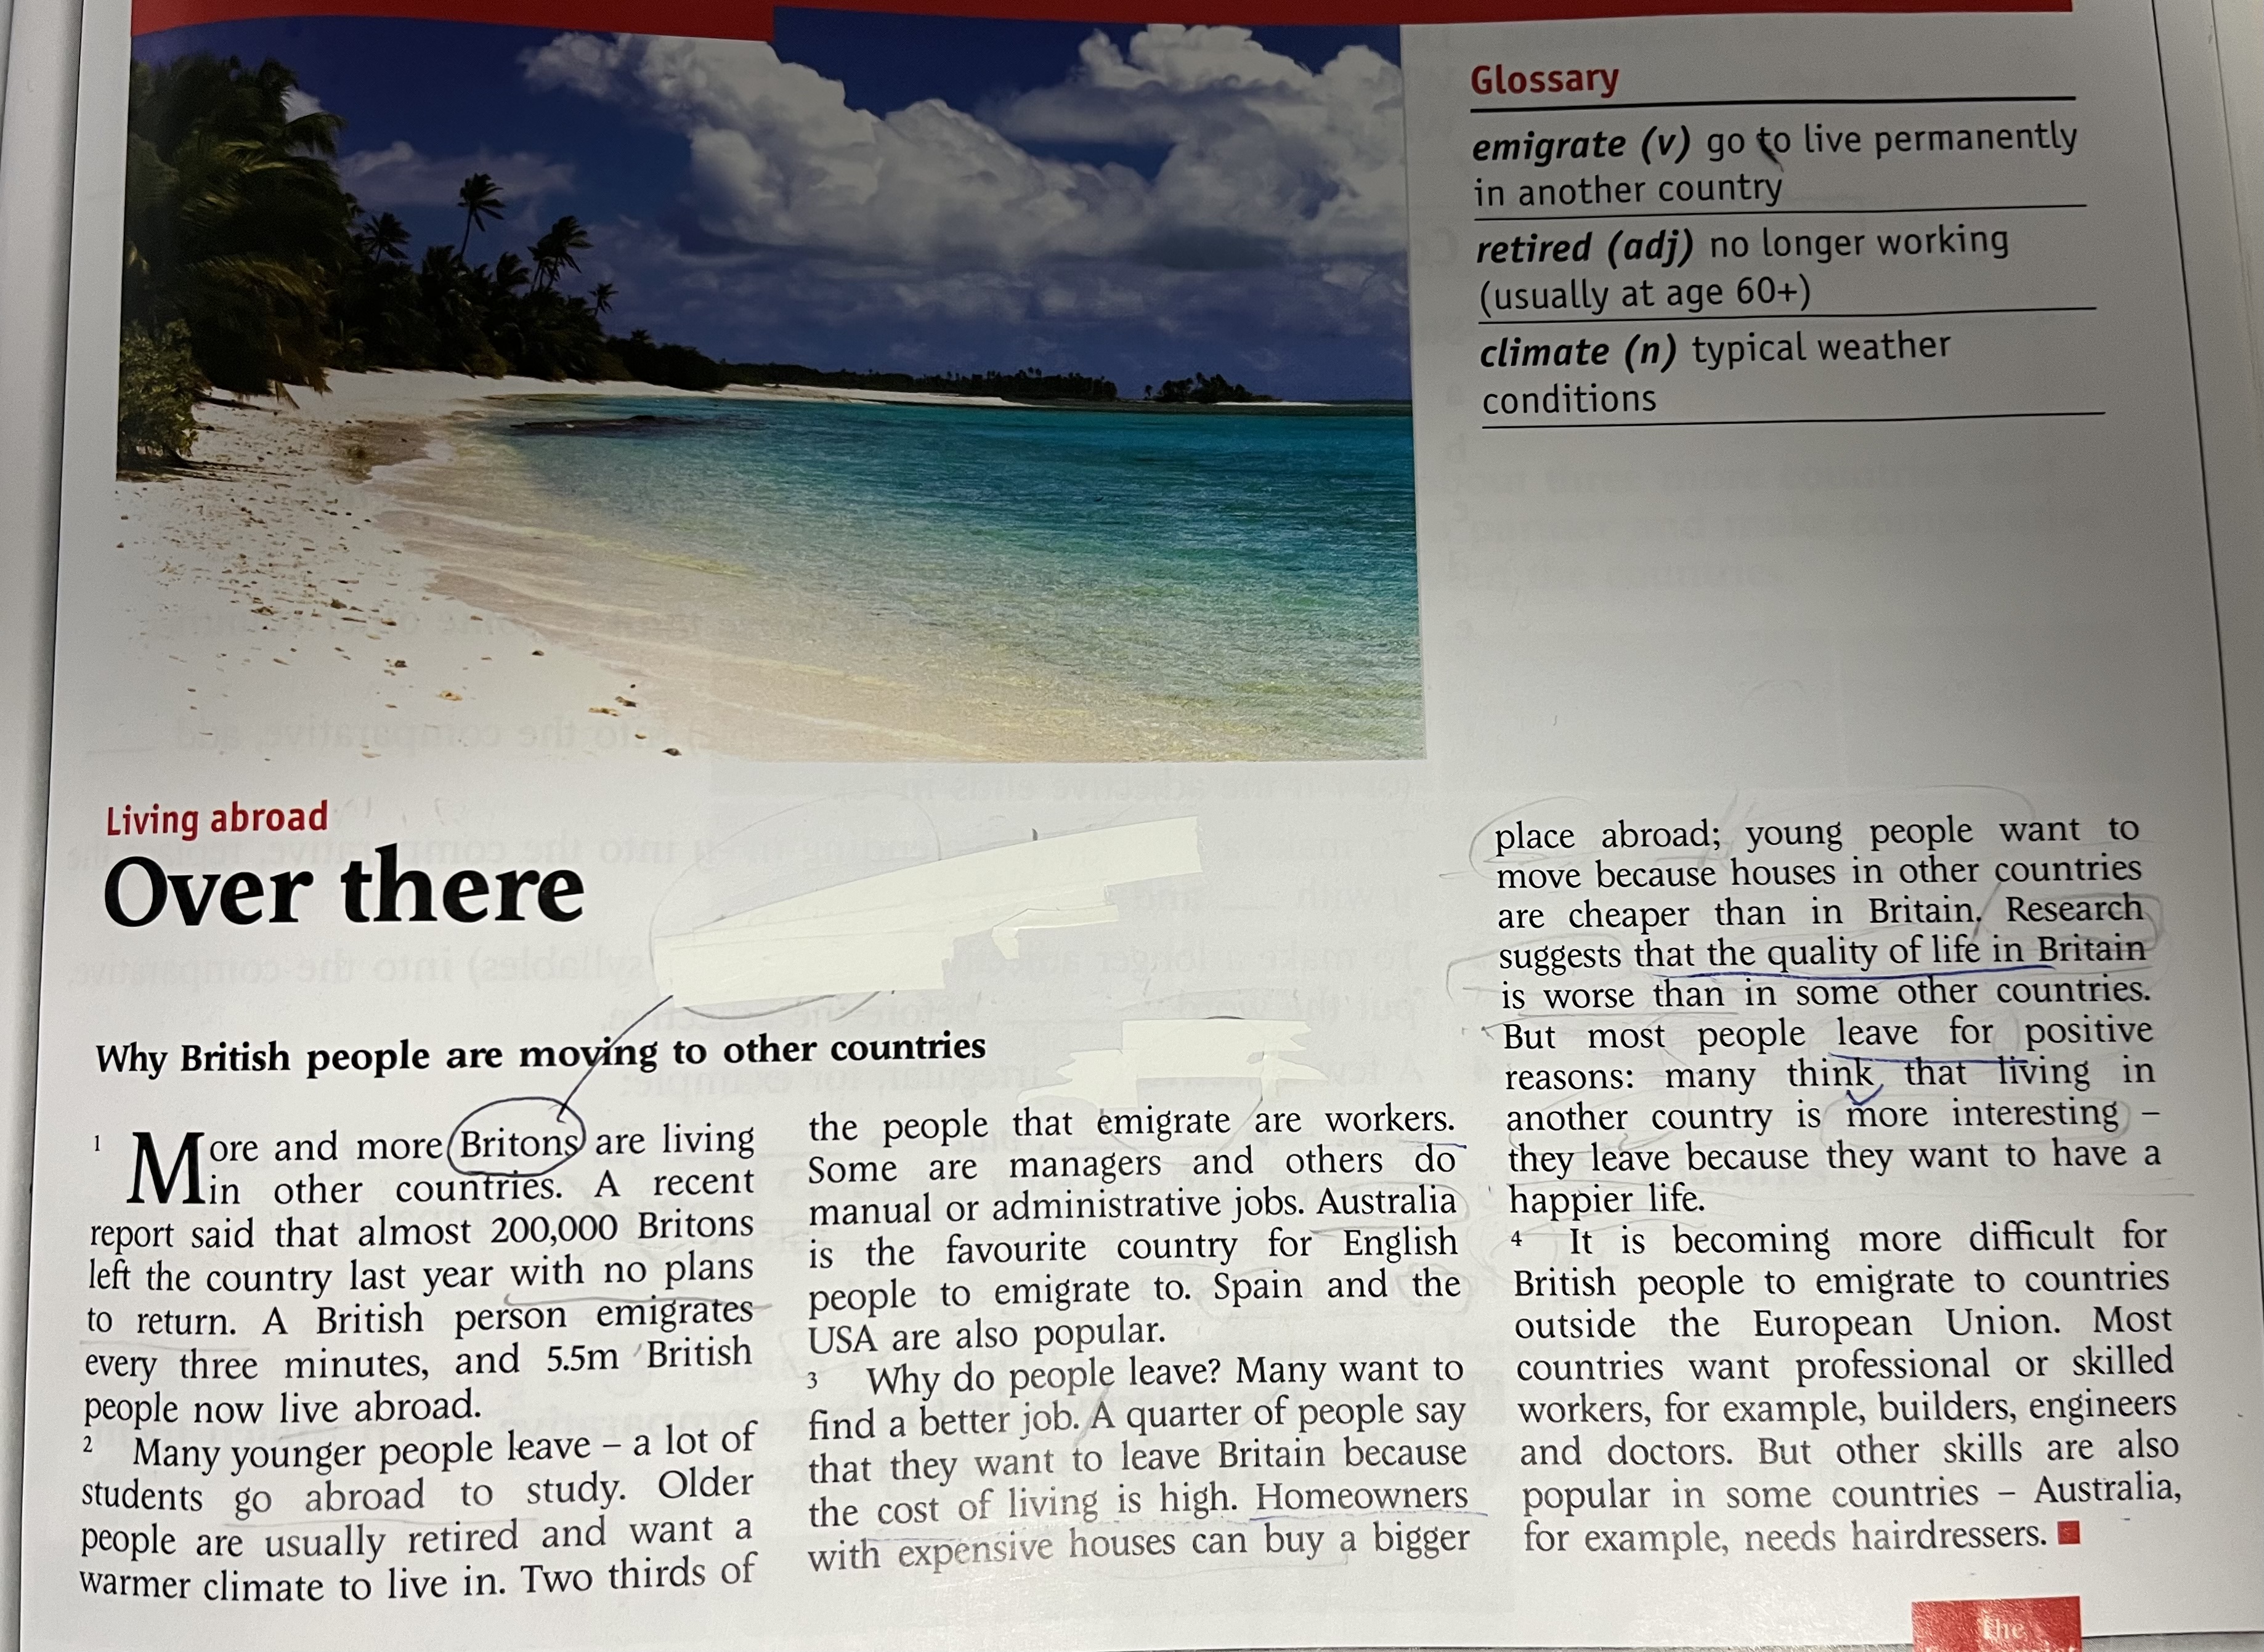 Glossary
emigrate (v) go to live permanently
in another country
retired (adj) no longer working
(usually at age 60+)
climate (n) typical weather
conditions
Living abroad
Over there
Why British people are moving to other countries
1 More and more Britons are living
in other countries. A recent
report said that almost 200,000 Britons
left the country last year with no plans
to return. A British person emigrates
every three minutes, and 5.5m British
people now live abroad.
2 Many younger people leave – a lot of
students go abroad to study. Older
people are usually retired and want a
warmer climate to live in. Two thirds of
the people that emigrate are workers.
Some are managers and others do
manual or administrative jobs. Australia
is the favourite country for English
people to emigrate to. Spain and the
USA are also popular.
3 Why do people leave? Many want to
find a better job. A quarter of people say
that they want to leave Britain because
the cost of living is high. Homeowners
with expensive houses can buy a bigger
place abroad; young people want to
move because houses in other countries
are cheaper than in Britain. Research
suggests that the quality of life in Britain
is worse than in some other countries.
But most people leave for positive
reasons: many think that living in
another country is more interesting –
they leave because they want to have a
happier life.
4 It is becoming more difficult for
British people to emigrate to countries
outside the European Union. Most
countries want professional or skilled
workers, for example, builders, engineers
and doctors. But other skills are also
popular in some countries – Australia,
for example, needs hairdressers.
The